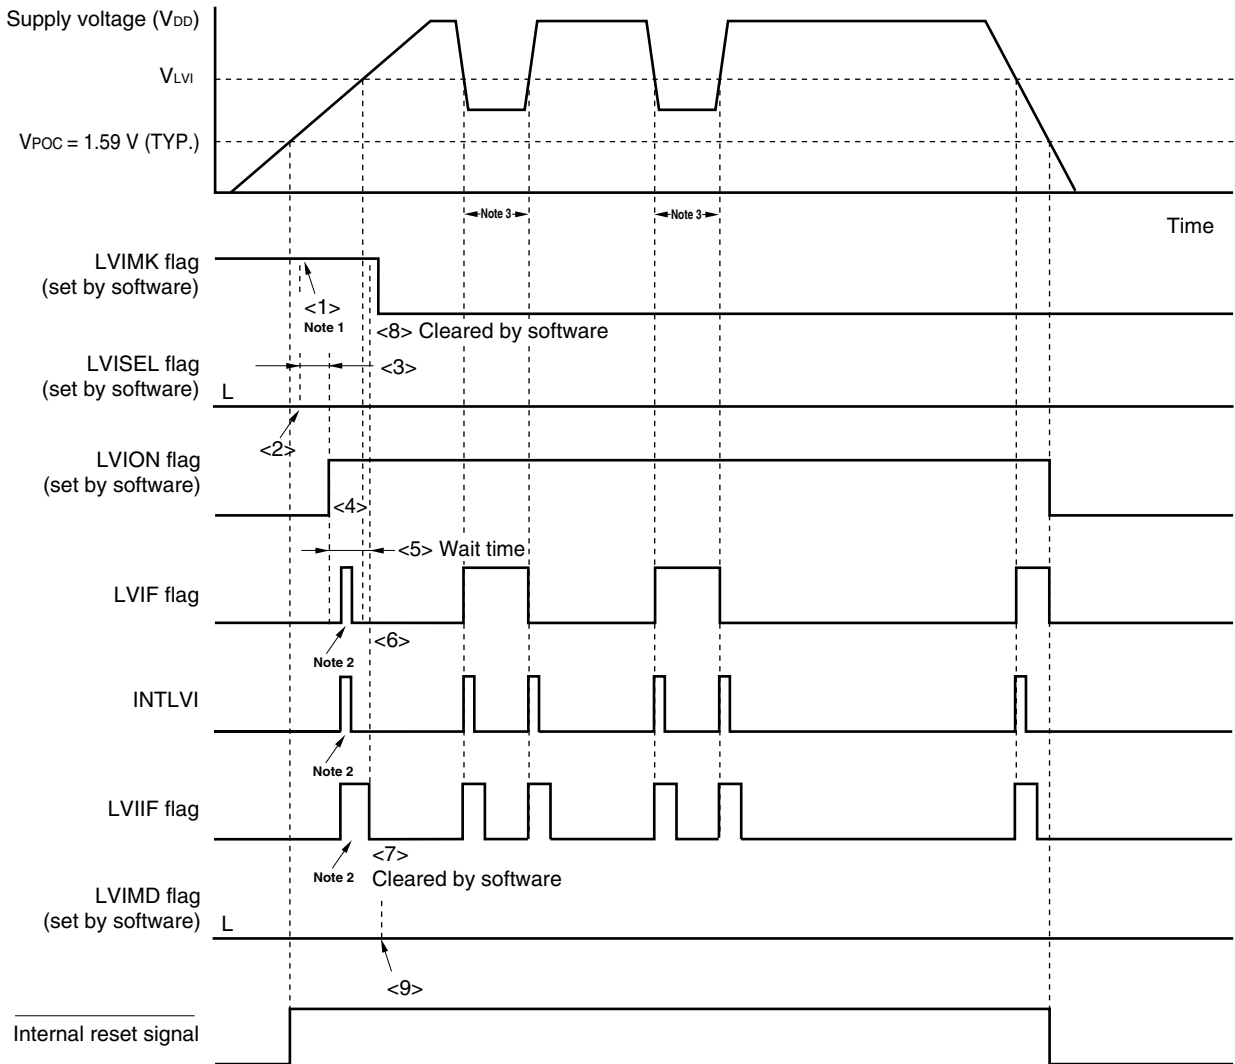 Supply voltage (VDD)
VLVI
VPOC = 1.59 V (TYP.)
Note 3
Note 3
Time
LVIMK flag
(set by software)
<1>
Note 1
<8> Cleared by software
LVISEL flag
(set by software)
L
<3>
<2>
LVION flag
(set by software)
<4>
<5> Wait time
LVIF flag
<6>
Note 2
INTLVI
Note 2
LVIIF flag
<7>
Note 2
Cleared by software
LVIMD flag
(set by software)
L
<9>
Internal reset signal